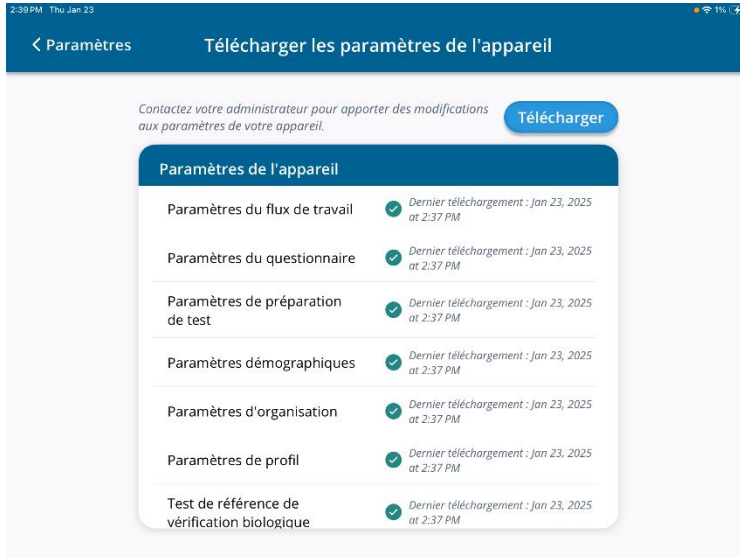 2:39 PM Thu Jan 23
1%
Paramètres
Télécharger les paramètres de l'appareil
Contactez votre administrateur pour apporter des modifications
aux paramètres de votre appareil.
Télécharger
Paramètres de l'appareil
Paramètres du flux de travail
Dernier téléchargement : Jan 23, 2025
at 2:37 PM
Paramètres du questionnaire
Dernier téléchargement : Jan 23, 2025
at 2:37 PM
Paramètres de préparation
de test
Dernier téléchargement : Jan 23, 2025
at 2:37 PM
Paramètres démographiques
Dernier téléchargement : Jan 23, 2025
at 2:37 PM
Paramètres d'organisation
Dernier téléchargement : Jan 23, 2025
at 2:37 PM
Paramètres de profil
Dernier téléchargement : Jan 23, 2025
at 2:37 PM
Test de référence de
vérification biologique
Dernier téléchargement : Jan 23, 2025
at 2:37 PM